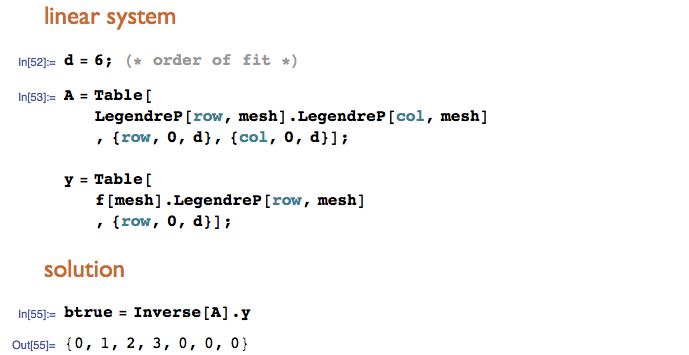 linear system
In[52]:= d = 6; (* order of fit *)
In[53]:= A = Table[
LegendreP[row, mesh].LegendreP[col, mesh]
, {row, 0, d}, {col, 0, d}];
y = Table[
f[mesh].LegendreP[row, mesh]
, {row, 0, d}];
solution
In[55]:= btrue = Inverse[A].y
Out[55]= {0, 1, 2, 3, 0, 0, 0}